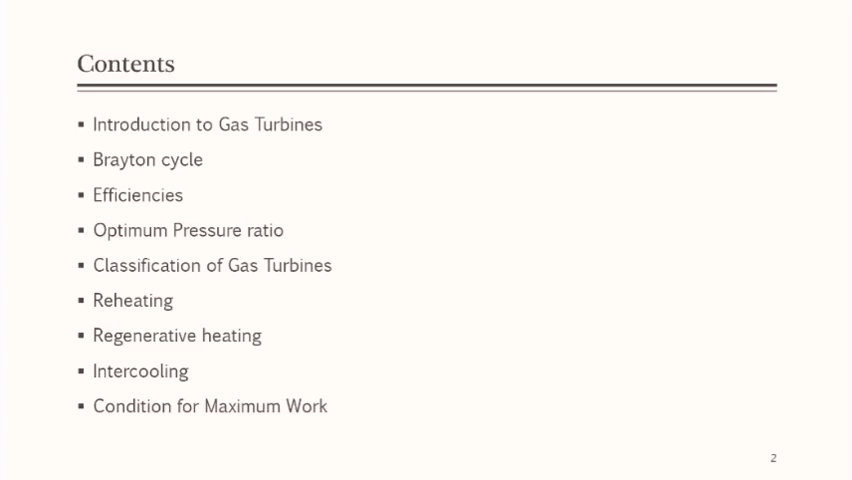 Contents
▪ Introduction to Gas Turbines
▪ Brayton cycle
▪ Efficiencies
▪ Optimum Pressure ratio
▪ Classification of Gas Turbines
▪ Reheating
▪ Regenerative heating
▪ Intercooling
▪ Condition for Maximum Work
2